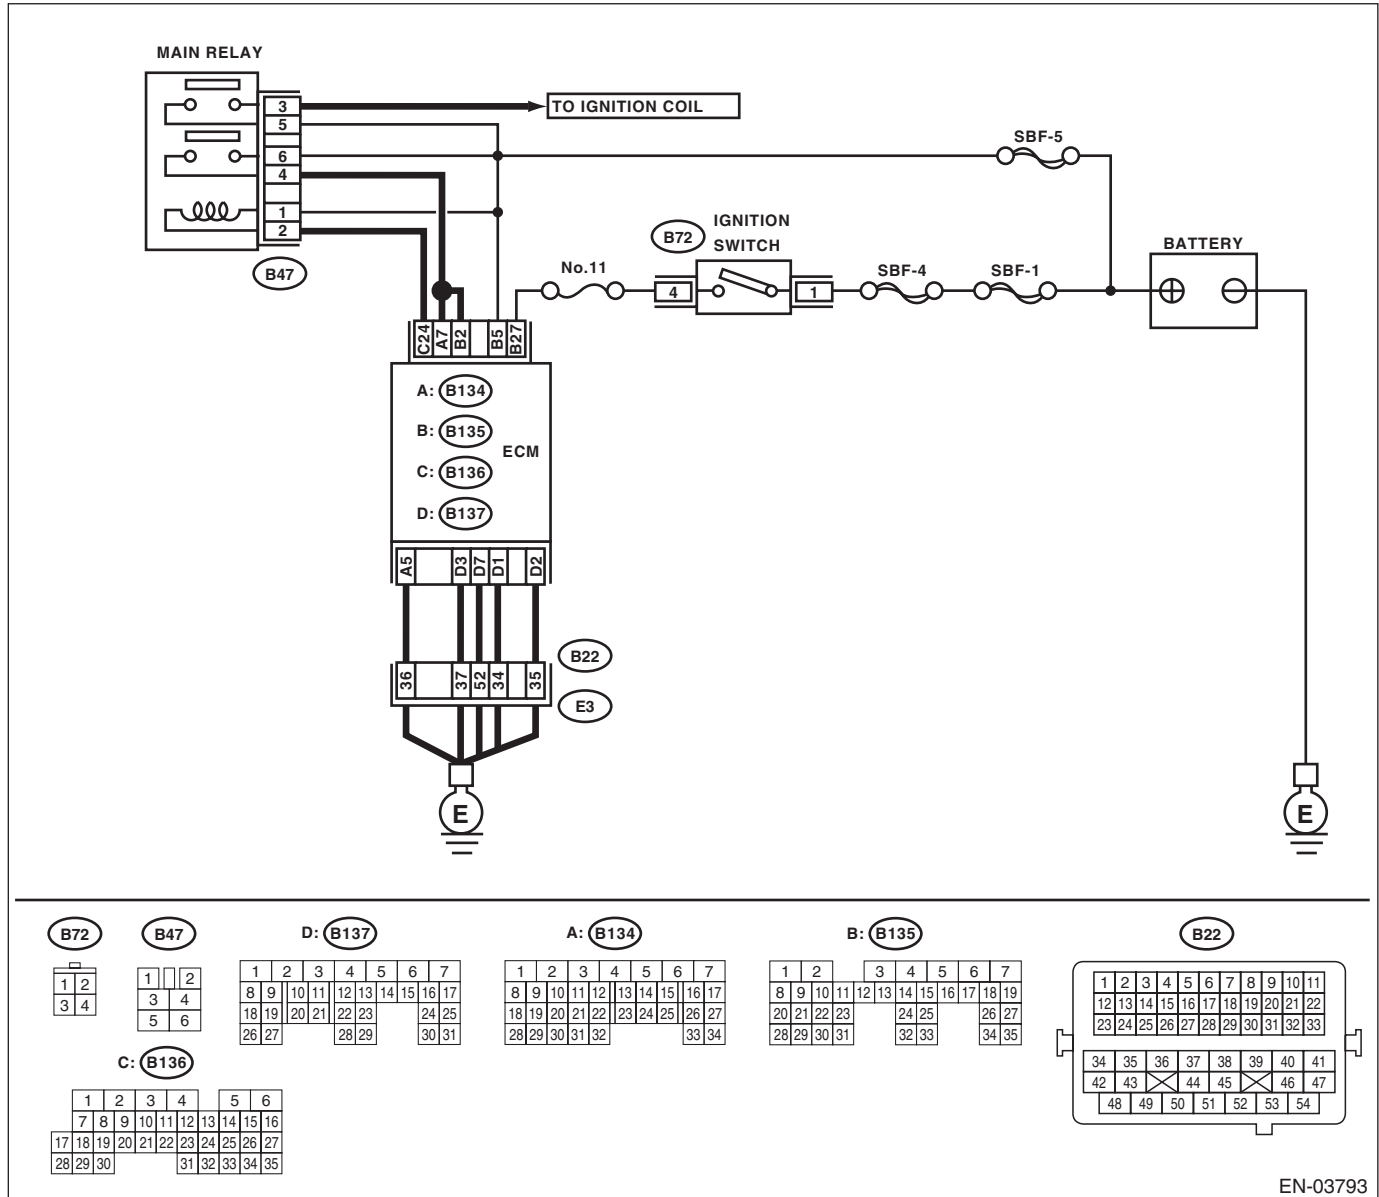 MAIN RELAY
3
TO IGNITION COIL
5
SBF-5
6
4
1
IGNITION
B72
SWITCH
2
BATTERY
B47
No.11
SBF-4
SBF-1
4
1
C24 A7 B2 B5 B27
A: B134
B: B135
ECM
C: B136
D: B137
A5 D3 D7 D1 D2
B22
36 37 52 34 35
E3
E
E
B72
B47
D: B137
A: B134
B: B135
B22
1 2
3 4
1 2
3 4
5 6
1 2 3 4 5 6 7
8 9 10 11 12 13 14 15 16 17
18 19 20 21 22 23 24 25
26 27 28 29 30 31
1 2 3 4 5 6 7
8 9 10 11 12 13 14 15 16 17
18 19 20 21 22 23 24 25 26 27
28 29 30 31 32 33 34
1 2 3 4 5 6 7
8 9 10 11 12 13 14 15 16 17 18 19
20 21 22 23 24 25 26 27
28 29 30 31 32 33 34 35
1 2 3 4 5 6 7 8 9 10 11
12 13 14 15 16 17 18 19 20 21 22
23 24 25 26 27 28 29 30 31 32 33
34 35 36 37 38 39 40 41
42 43 44 45 46 47
48 49 50 51 52 53 54
C: B136
1 2 3 4 5 6
7 8 9 10 11 12 13 14 15 16
17 18 19 20 21 22 23 24 25 26 27
28 29 30 31 32 33 34 35
EN-03793